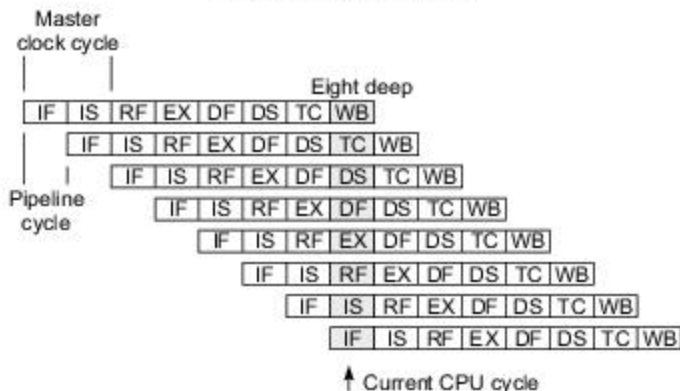 Master
clock cycle
Eight deep
IF IS RF EX DF DS TC WB
IF IS RF EX DF DS TC WB
IF IS RF EX DF DS TC WB
Pipeline
cycle
IF IS RF EX DF DS TC WB
IF IS RF EX DF DS TC WB
IF IS RF EX DF DS TC WB
IF IS RF EX DF DS TC WB
IF IS RF EX DF DS TC WB
Current CPU cycle